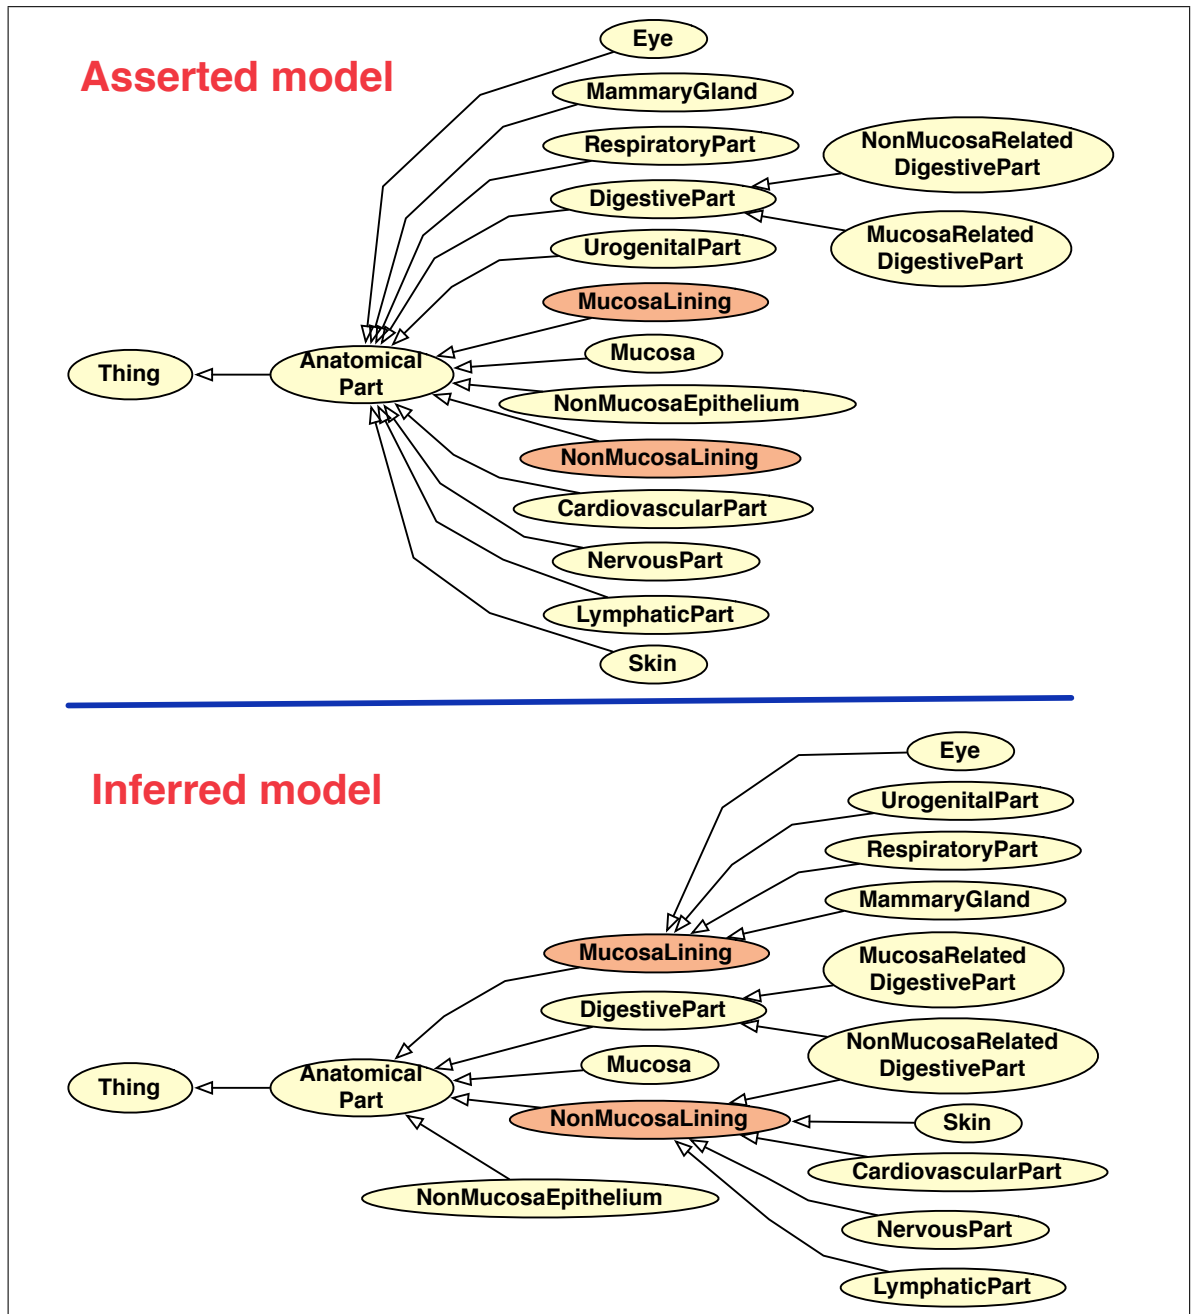 Asserted model
Eye
MammaryGland
RespiratoryPart
NonMucosaRelated
DigestivePart
DigestivePart
MucosaRelated
DigestivePart
UrogenitalPart
MucosaLining
Mucosa
Thing
Anatomical
Part
NonMucosaEpithelium
NonMucosaLining
CardiovascularPart
NervousPart
LymphaticPart
Skin
Inferred model
Eye
UrogenitalPart
RespiratoryPart
MammaryGland
MucosaLining
MucosaRelated
DigestivePart
DigestivePart
NonMucosaRelated
DigestivePart
Mucosa
Thing
Anatomical
Part
NonMucosaLining
Skin
CardiovascularPart
NonMucosaEpithelium
NervousPart
LymphaticPart